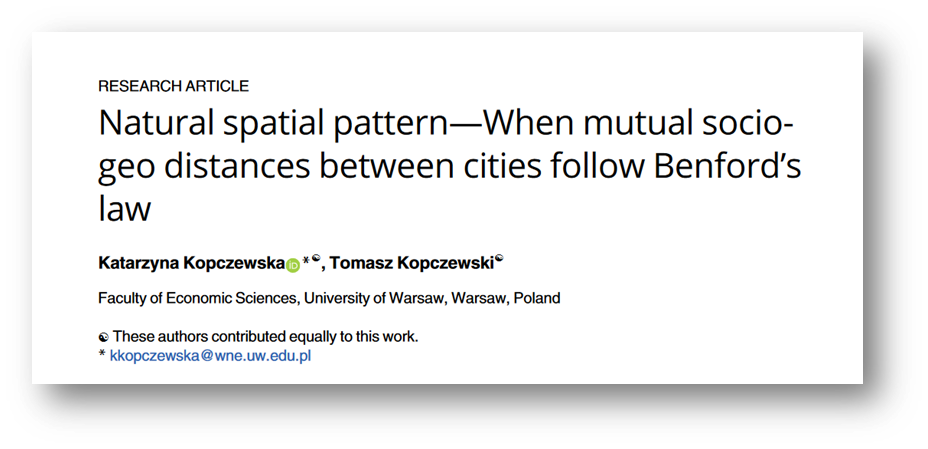 RESEARCH ARTICLE
Natural spatial pattern—When mutual socio-
geo distances between cities follow Benford’s
law
Katarzyna Kopczewska iD *☯, Tomasz Kopczewski☯
Faculty of Economic Sciences, University of Warsaw, Warsaw, Poland
☯ These authors contributed equally to this work.
* kkopczewska@wne.uw.edu.pl